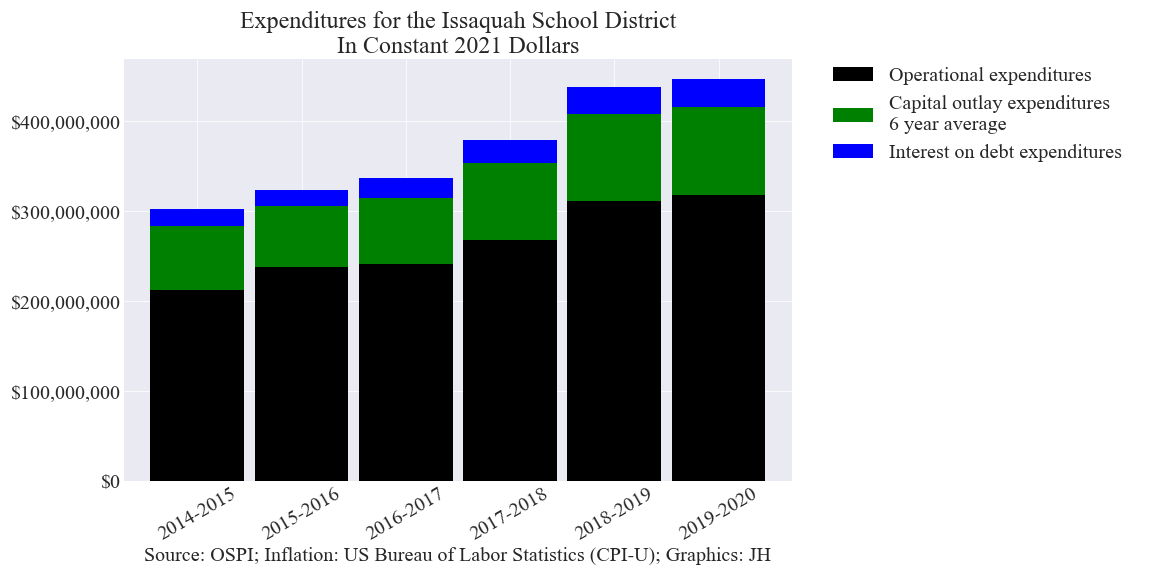 Expenditures for the Issaquah School District
In Constant 2021 Dollars
Operational expenditures
Capital outlay expenditures
6 year average
Interest on debt expenditures
$400,000,000
$300,000,000
$200,000,000
$100,000,000
$0
2014-2015
2015-2016
2016-2017
2017-2018
2018-2019
2019-2020
Source: OSPI; Inflation: US Bureau of Labor Statistics (CPI-U); Graphics: JH